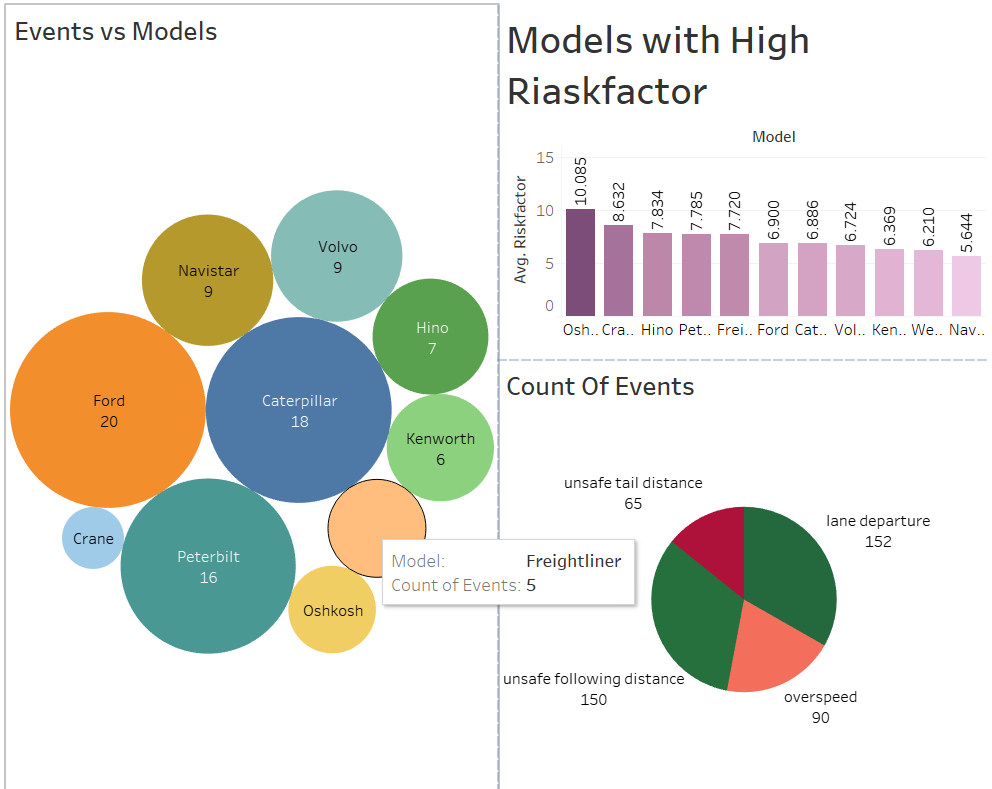 Events vs Models
Navistar
9
Volvo
9
Hino
7
Ford
20
Caterpillar
18
Kenworth
6
Crane
Peterbilt
16
Oshkosh
Model: Freightliner
Count of Events: 5
Models with High
Riaskfactor
Model
Avg. Riskfactor
15
10
5
0
10.085
8.632
7.834
7.785
7.720
6.900
6.886
6.724
6.369
6.210
5.644
Osh.. Cra.. Hino Pet.. Frei.. Ford Cat.. Vol.. Ken.. We.. Nav..
Count Of Events
unsafe tail distance
65
lane departure
152
unsafe following distance
150
overspeed
90